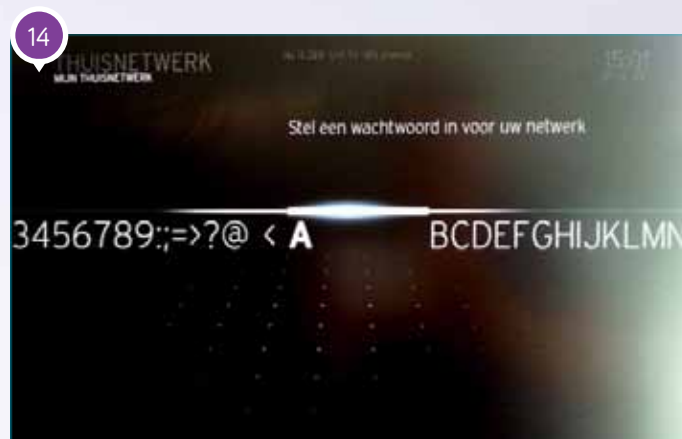 14
THUISNETWERK
MIJN THUISNETWERK
15:01
Stel een wachtwoord in voor uw netwerk
3456789:;=>?@ < A BCDEFGHIJKLMN